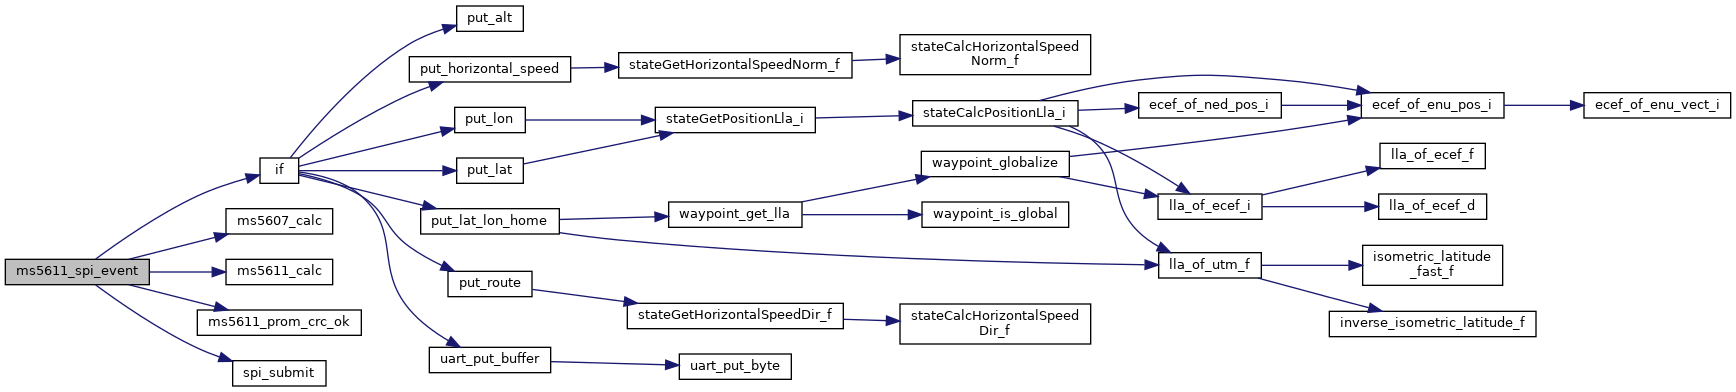 ms5611_spi_event
if
ms5607_calc
ms5611_calc
ms5611_prom_crc_ok
spi_submit
put_alt
put_horizontal_speed
put_lon
put_lat
put_lat_lon_home
put_route
uart_put_buffer
stateGetHorizontalSpeedNorm_f
stateGetPositionLla_i
waypoint_get_lla
stateGetHorizontalSpeedDir_f
uart_put_byte
stateCalcHorizontalSpeed
Norm_f
stateCalcPositionLla_i
waypoint_globalize
waypoint_is_global
stateCalcHorizontalSpeed
Dir_f
ecef_of_ned_pos_i
lla_of_ecef_i
lla_of_utm_f
ecef_of_enu_pos_i
lla_of_ecef_f
lla_of_ecef_d
isometric_latitude
_fast_f
inverse_isometric_latitude_f
ecef_of_enu_vect_i